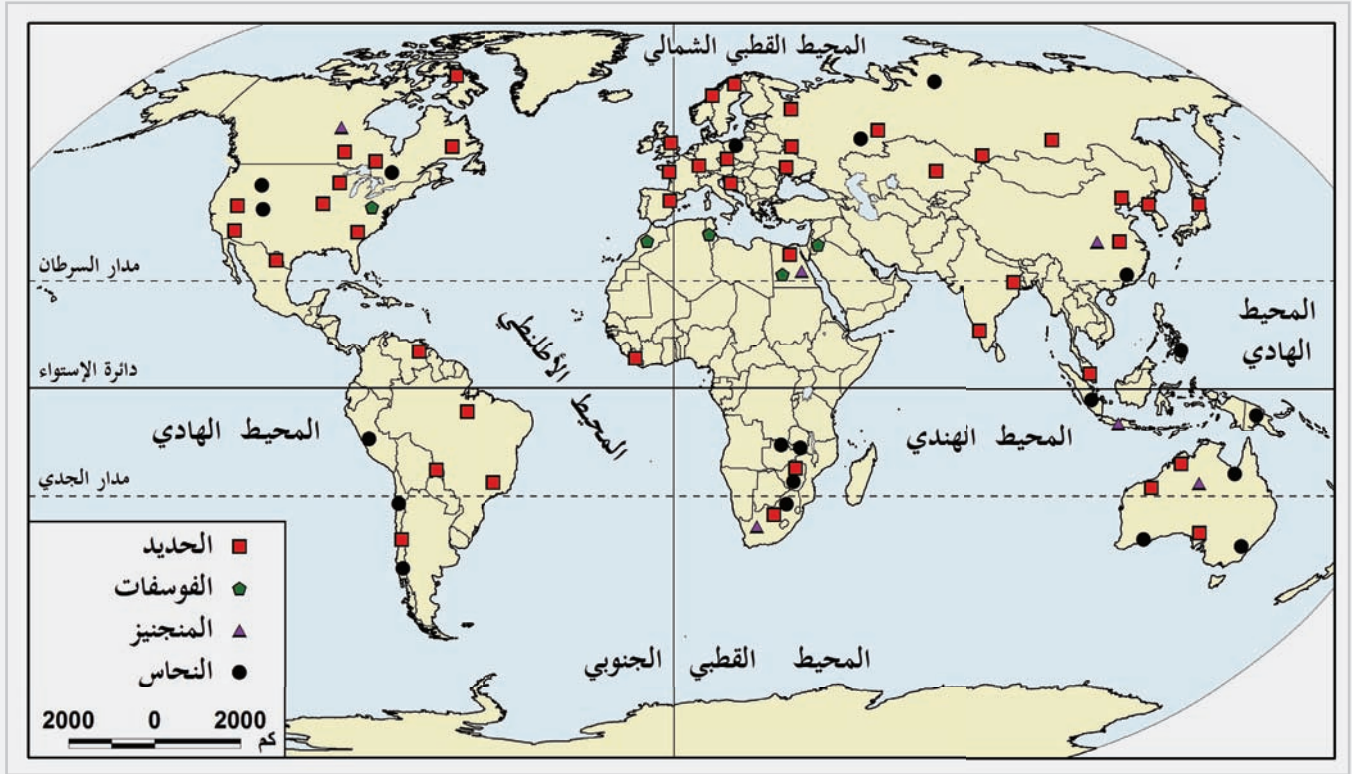 المحيط القطبي الشمالي
مدار السرطان
المحيط
الهادي
المحيط الأطلنطي
دائرة الإستواء
المحيط الهادي
المحيط الهندي
مدار الجدي
الحديد
الفوسفات
المنجنيز
النحاس
2000 0 2000
كم
المحيط القطبي الجنوبي